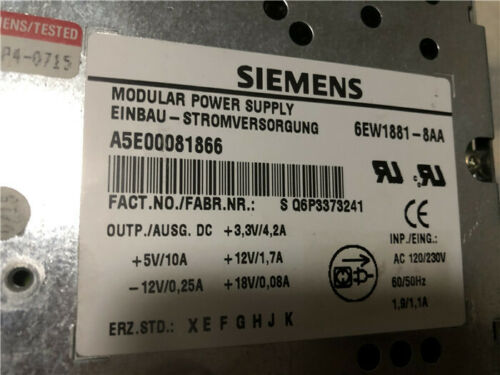 ENS/TESTED
P4-0715
SIEMENS
MODULAR POWER SUPPLY
EINBAU-STROMVERSORGUNG 6EW1881-8AA
A5E00081866
FACT.NO./FABR.NR.: S Q6P3373241
OUTP./AUSG. DC +3,3V/4,2A
+5V/10A +12V/1,7A
-12V/0,25A +18V/0,08A
INP./EING.:
AC 120/230V
60/50Hz
1,9/1,1A
ERZ.STD.: X E F G H J K